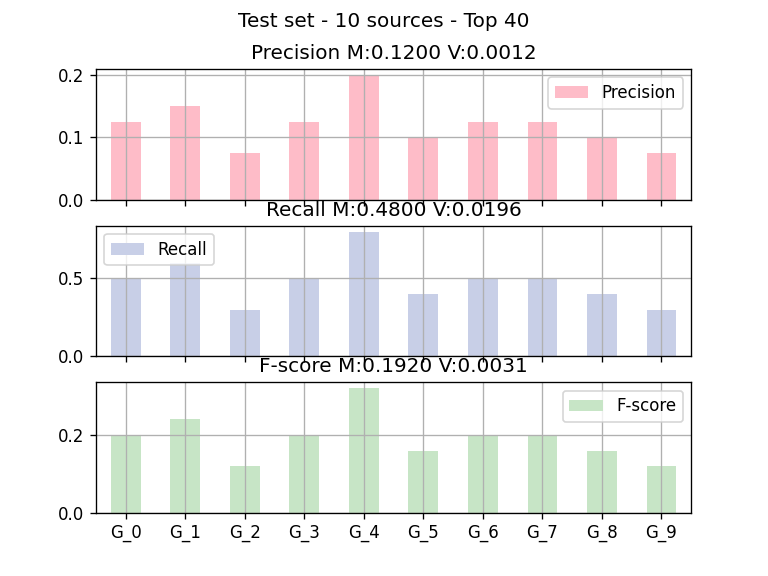 Test set - 10 sources - Top 40
Precision M:0.1200 V:0.0012
0.2
0.1
0.0
Precision
Recall M:0.4800 V:0.0196
0.5
0.0
Recall
F-score M:0.1920 V:0.0031
0.2
0.0
F-score
G_0 G_1 G_2 G_3 G_4 G_5 G_6 G_7 G_8 G_9